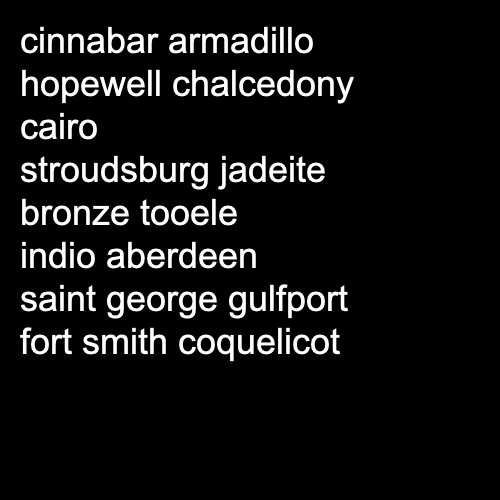 cinnabar armadillo
hopewell chalcedony
cairo
stroudsburg jadeite
bronze tooele
indio aberdeen
saint george gulfport
fort smith coquelicot